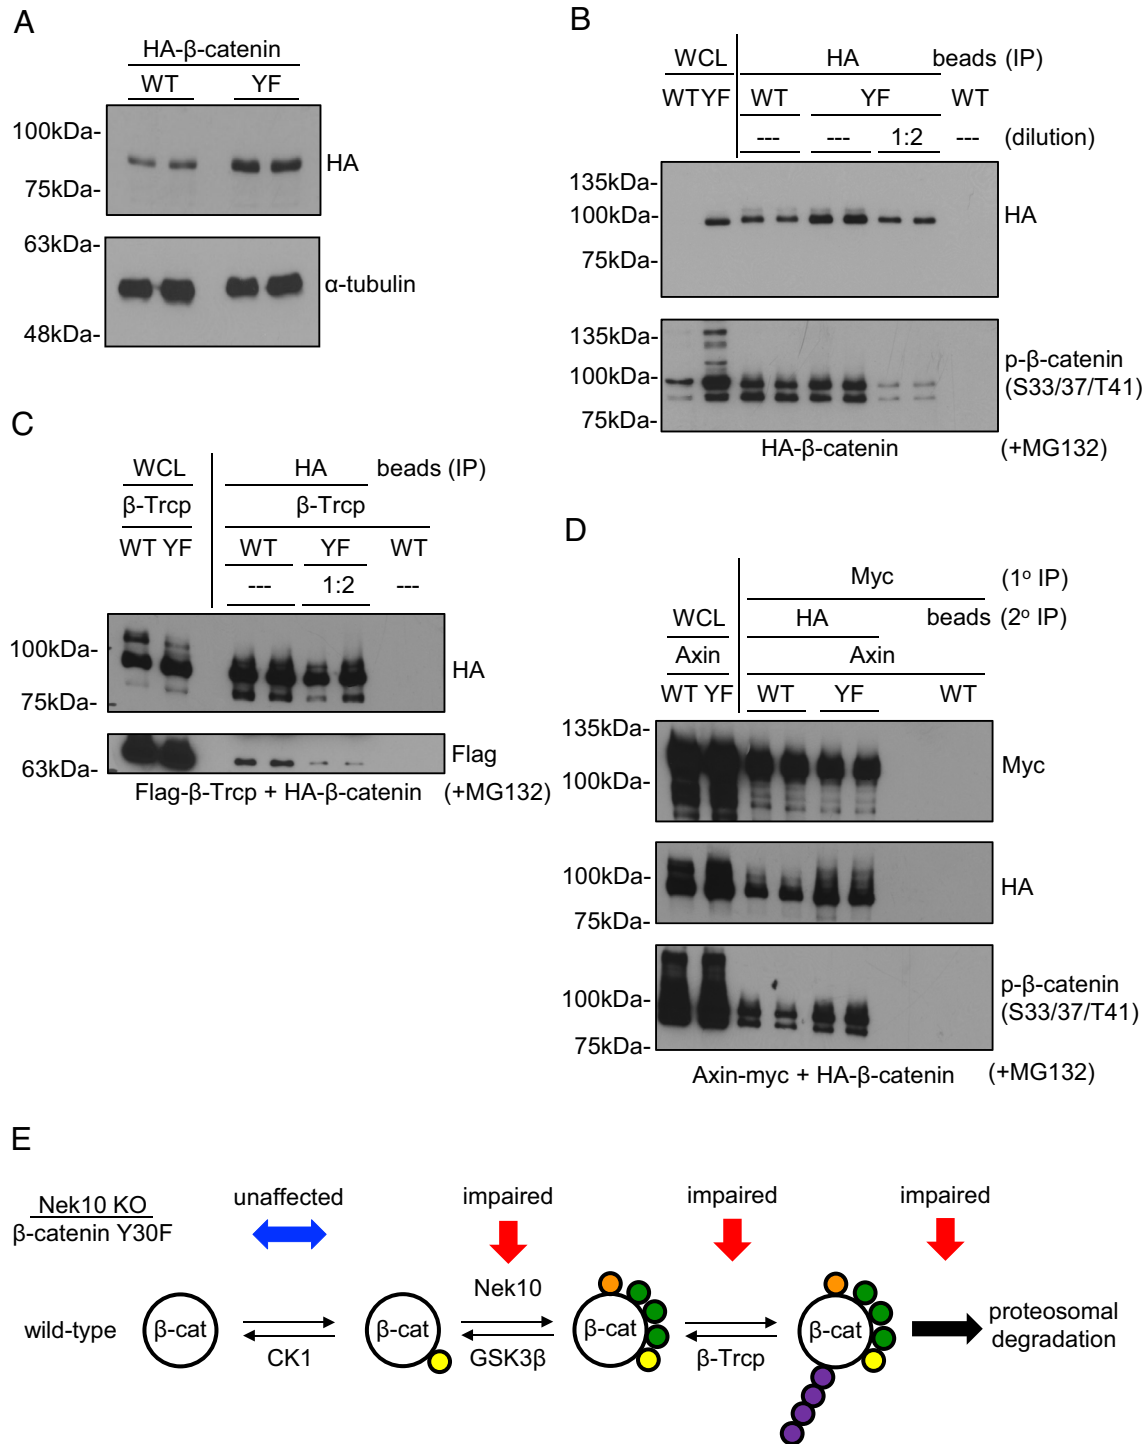 A
HA-β-catenin
WT YF
100kDa-
HA
75kDa-
63kDa-
α-tubulin
48kDa-
B
WCL HA beads (IP)
WT YF WT YF WT
--- --- 1:2 --- (dilution)
135kDa-
100kDa- HA
75kDa-
135kDa-
p-β-catenin
100kDa- (S33/37/T41)
75kDa-
HA-β-catenin (+MG132)
C
WCL HA beads (IP)
β-Trcp β-Trcp
WT YF WT YF WT
--- 1:2 ---
100kDa-
HA
75kDa-
Flag
63kDa-
Flag-β-Trcp + HA-β-catenin (+MG132)
D
Myc (1º IP)
WCL HA beads (2º IP)
Axin Axin
WT YF WT YF WT
135kDa-
Myc
100kDa-
100kDa- HA
75kDa-
p-β-catenin
100kDa- (S33/37/T41)
75kDa-
Axin-myc + HA-β-catenin (+MG132)
E
Nek10 KO unaffected impaired impaired impaired
β-catenin Y30F
Nek10
wild-type β-cat β-cat β-cat β-cat proteosomal
CK1 GSK3β β-Trcp degradation